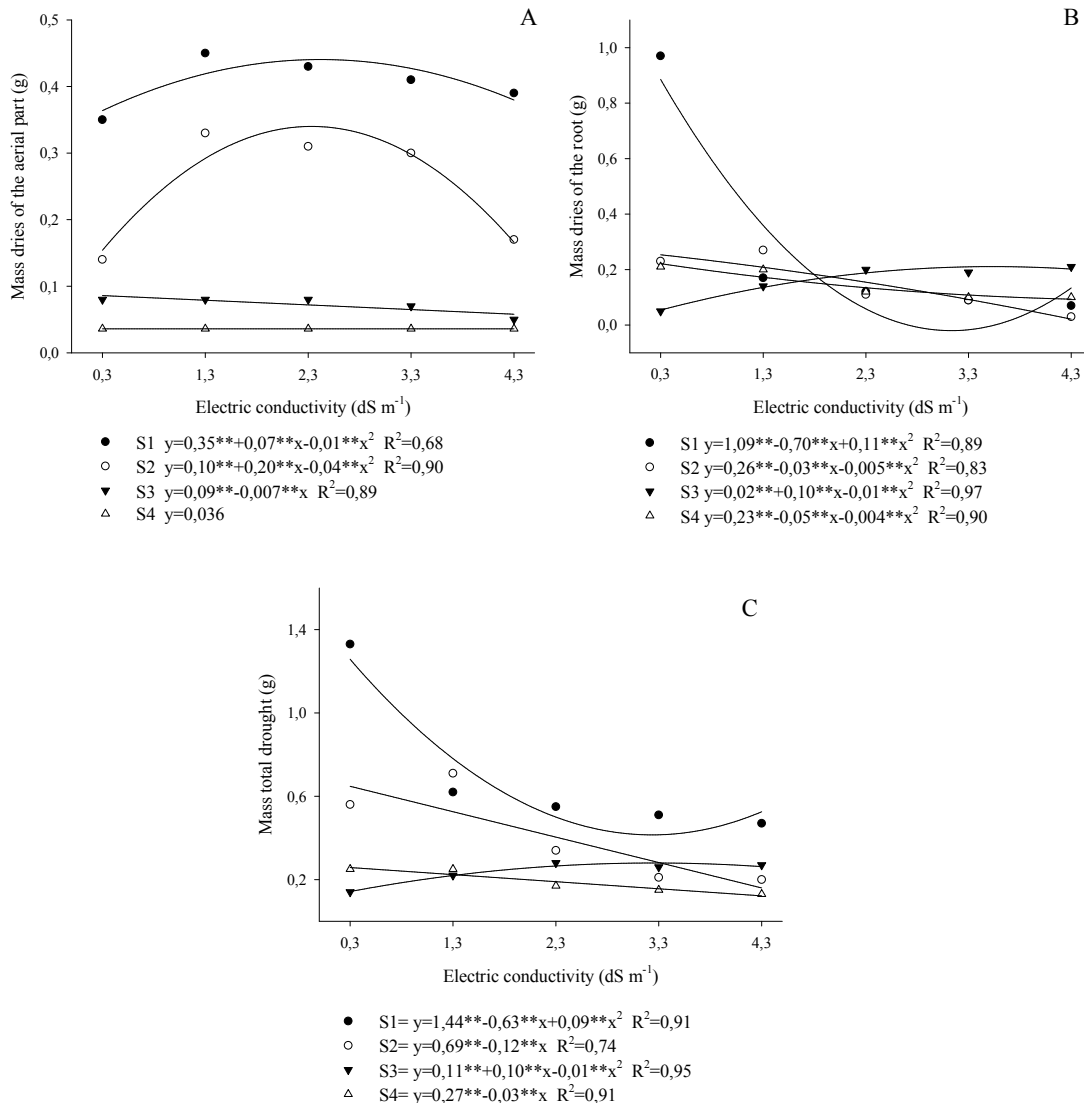 A
Mass dries of the aerial part (g)
0,5
0,4
0,3
0,2
0,1
0,0
0,3 1,3 2,3 3,3 4,3
Electric conductivity (dS m⁻¹)
● S1 y=0,35**+0,07**x-0,01**x² R²=0,68
○ S2 y=0,10**+0,20**x-0,04**x² R²=0,90
▼ S3 y=0,09**-0,007**x R²=0,89
△ S4 y=0,036
B
Mass dries of the root (g)
1,0
0,8
0,6
0,4
0,2
0,0
0,3 1,3 2,3 3,3 4,3
Electric conductivity (dS m⁻¹)
● S1 y=1,09**-0,70**x+0,11**x² R²=0,89
○ S2 y=0,26**-0,03**x-0,005**x² R²=0,83
▼ S3 y=0,02**+0,10**x-0,01**x² R²=0,97
△ S4 y=0,23**-0,05**x-0,004**x² R²=0,90
C
Mass total drought (g)
1,4
1,0
0,6
0,2
0,3 1,3 2,3 3,3 4,3
Electric conductivity (dS m⁻¹)
● S1= y=1,44**-0,63**x+0,09**x² R²=0,91
○ S2= y=0,69**-0,12**x R²=0,74
▼ S3= y=0,11**+0,10**x-0,01**x² R²=0,95
△ S4= y=0,27**-0,03**x R²=0,91